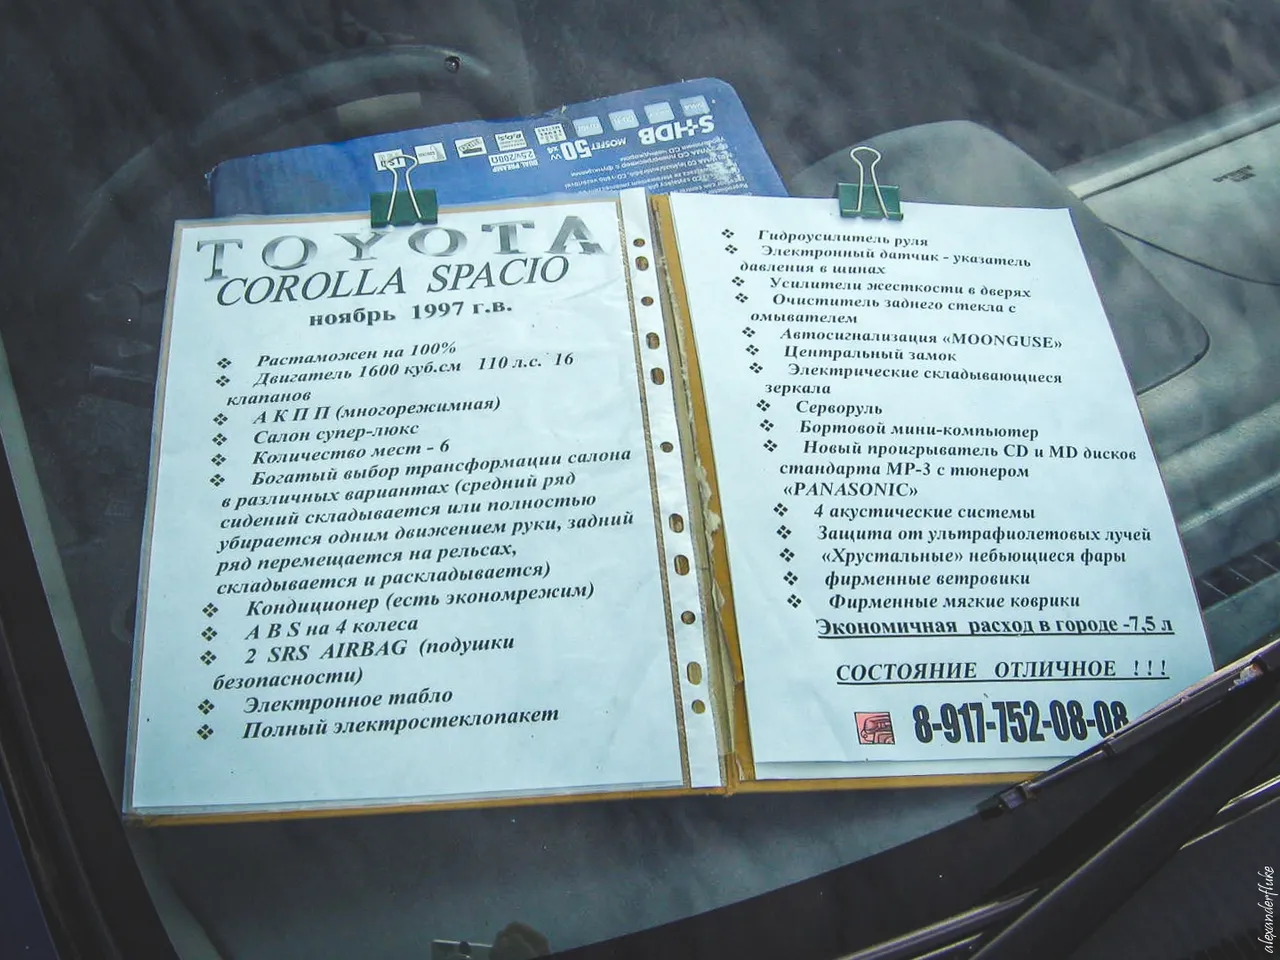 TOYOTA
COROLLA SPACIO
ноябрь 1997 г.в.
Растаможен на 100%
Двигатель 1600 куб.см 110 л.с. 16
клапанов
А К П П (многорежимная)
Салон супер-люкс
Количество мест - 6
Богатый выбор трансформации салона
в различных вариантах (средний ряд
сидений складывается или полностью
убирается одним движением руки, задний
ряд перемещается на рельсах,
складывается и раскладывается)
Кондиционер (есть экономрежим)
A B S на 4 колеса
2 SRS AIRBAG (подушки
безопасности)
Электронное табло
Полный электростеклопакет
Гидроусилитель руля
Электронный датчик - указатель
давления в шинах
Усилители жесткости в дверях
Очиститель заднего стекла с
омывателем
Автосигнализация «MOONGUSE»
Центральный замок
Электрические складывающиеся
зеркала
Серворуль
Бортовой мини-компьютер
Новый проигрыватель CD и MD дисков
стандарта MP-3 с тюнером
«PANASONIC»
4 акустические системы
Защита от ультрафиолетовых лучей
«Хрустальные» небьющиеся фары
фирменные ветровики
Фирменные мягкие коврики
Экономичная расход в городе -7,5 л
СОСТОЯНИЕ ОТЛИЧНОЕ ! ! !
8-917-752-08-08
S+HDB
MOSFET 50 W x4
2.5v/200Ω
DUAL PREAMP
alexanderfluke